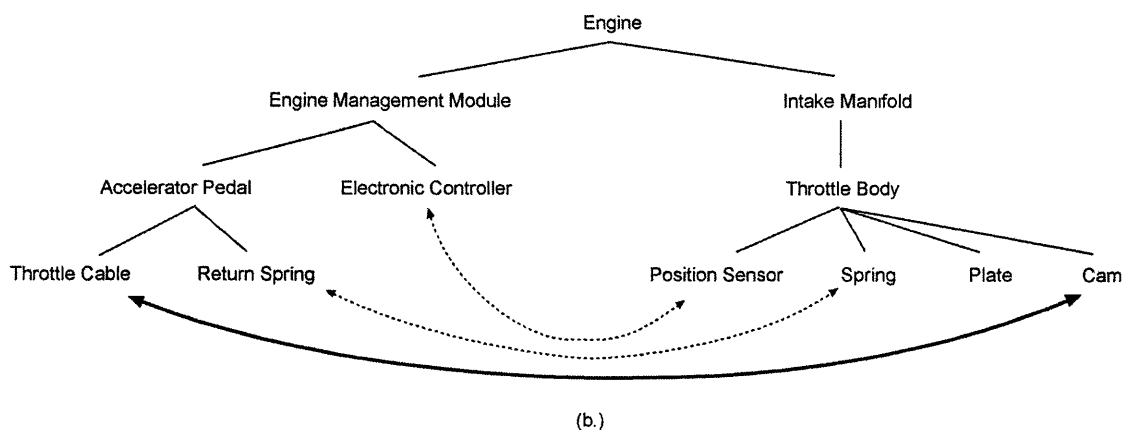 Engine
Engine Management Module Intake Manifold
Accelerator Pedal Electronic Controller Throttle Body
Throttle Cable Return Spring Position Sensor Spring Plate Cam
(b.)